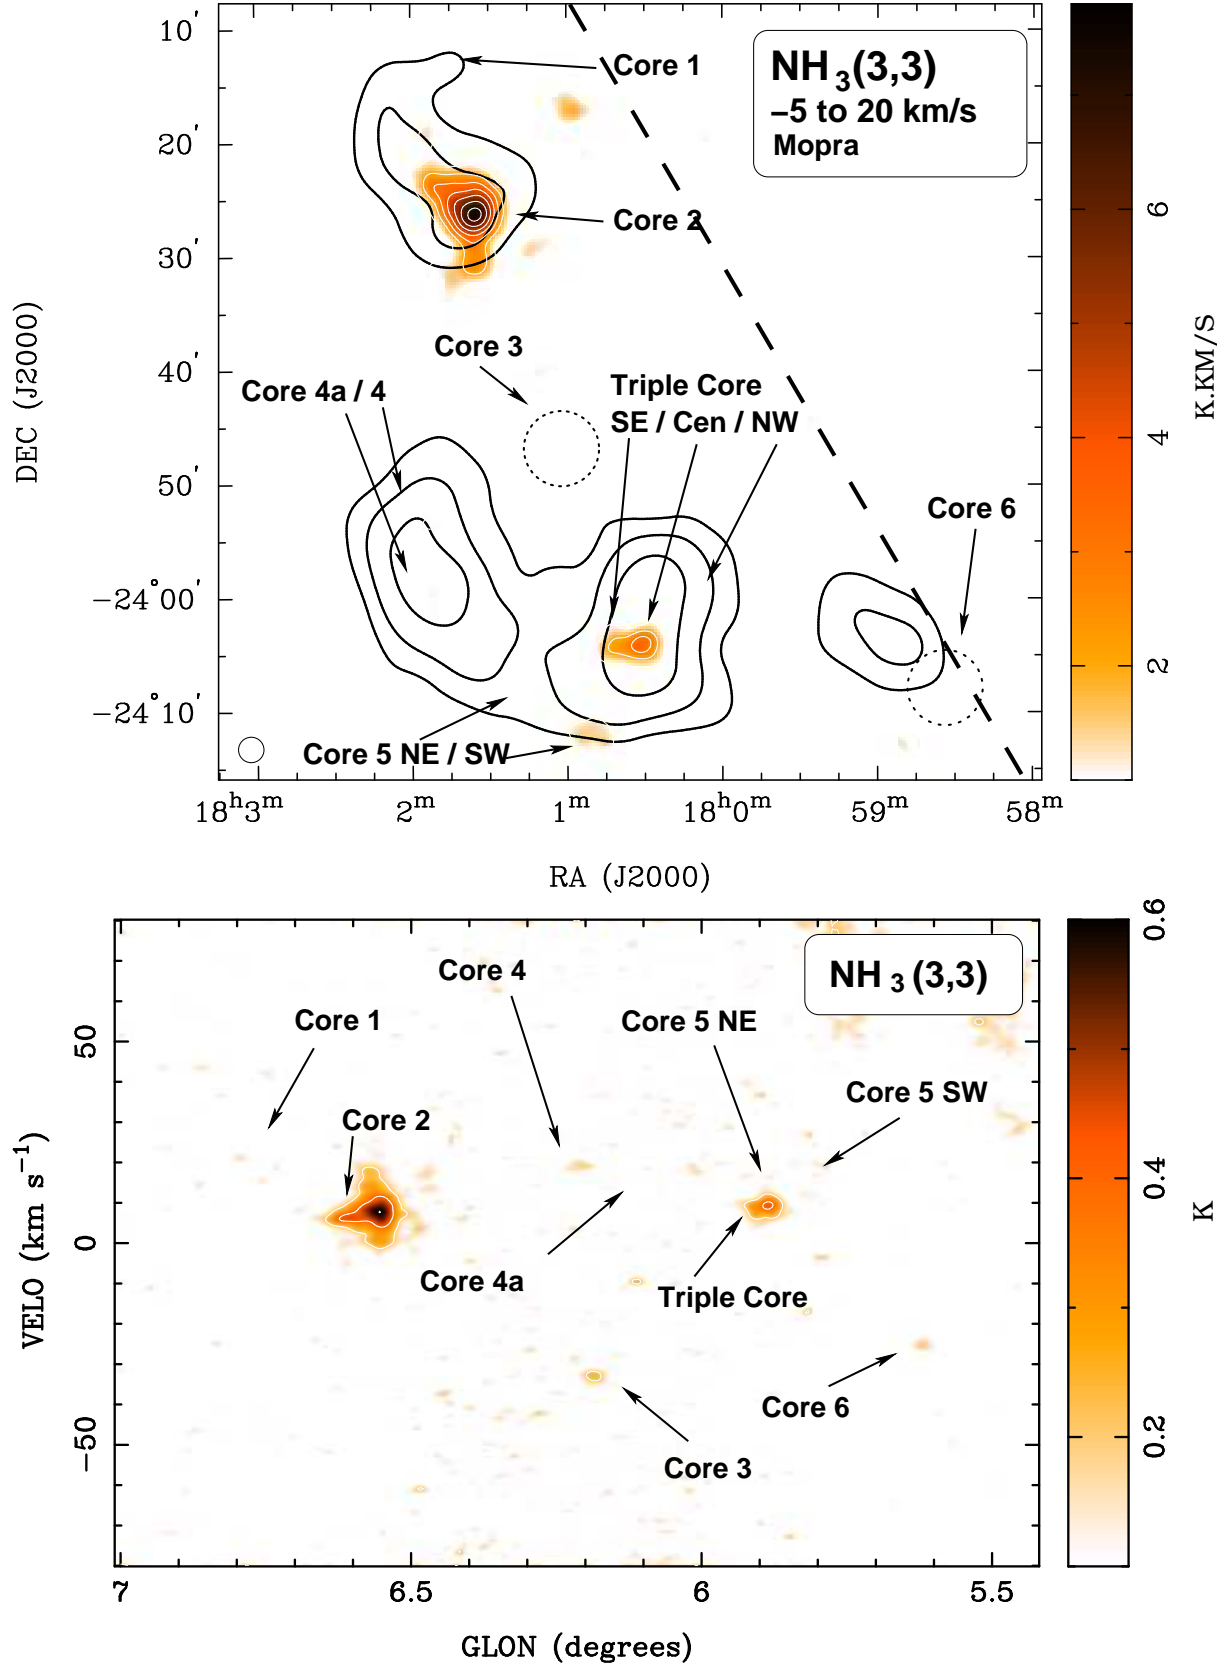 NH3(3,3)
−5 to 20 km/s
Mopra
Core 1
Core 2
Core 3
Core 4a / 4
Triple Core
SE / Cen / NW
Core 6
Core 5 NE / SW
10′
20′
30′
40′
50′
−24°00′
−24°10′
DEC (J2000)
18ʰ3ᵐ 2ᵐ 1ᵐ 18ʰ0ᵐ 59ᵐ 58ᵐ
RA (J2000)
2
4
6
K.KM/S
NH3(3,3)
Core 4
Core 1
Core 5 NE
Core 5 SW
Core 2
Core 4a
Triple Core
Core 6
Core 3
50
0
−50
VELO (km s⁻¹)
7 6.5 6 5.5
GLON (degrees)
0.6
0.4
0.2
K